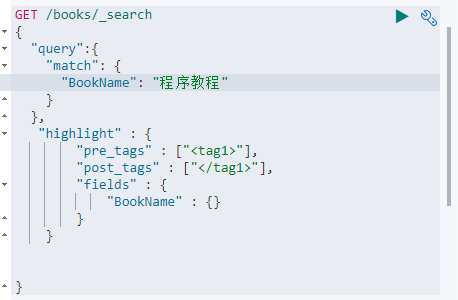 GET /books/_search
{
"query":{
"match": {
"BookName": "程序教程"
}
},
"highlight" : {
"pre_tags" : ["<tag1>"],
"post_tags" : ["</tag1>"],
"fields" : {
"BookName" : {}
}
}
}